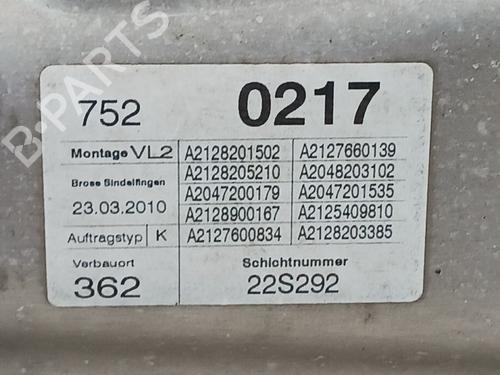 B-PARTS
752 0217
Montage VL2 A2128201502 A2127660139
A2128205210 A2048203102
Brose Sindelfingen A2047200179 A2047201535
23.03.2010 A2128900167 A2125409810
Auftragstyp K A2127600834 A2128203385
Verbauort Schichtnummer
362 22S292